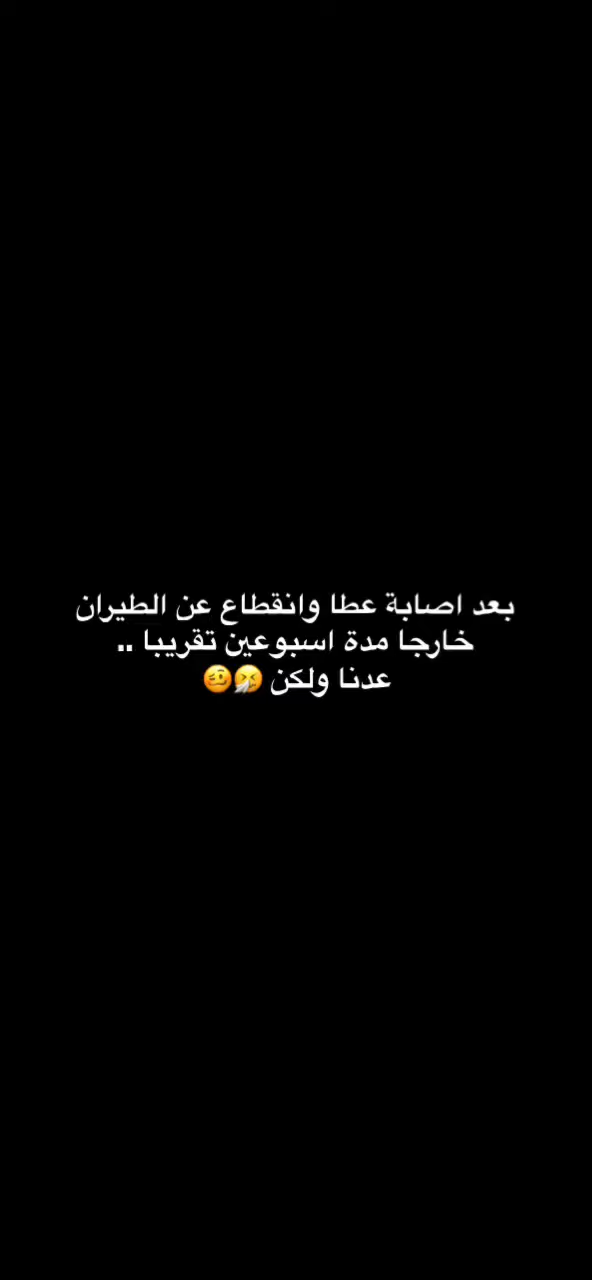 بعد اصابة عطا وانقطاع عن الطيران
خارجا مدة اسبوعين تقريبا ..
عدنا ولكن 🤧🥴